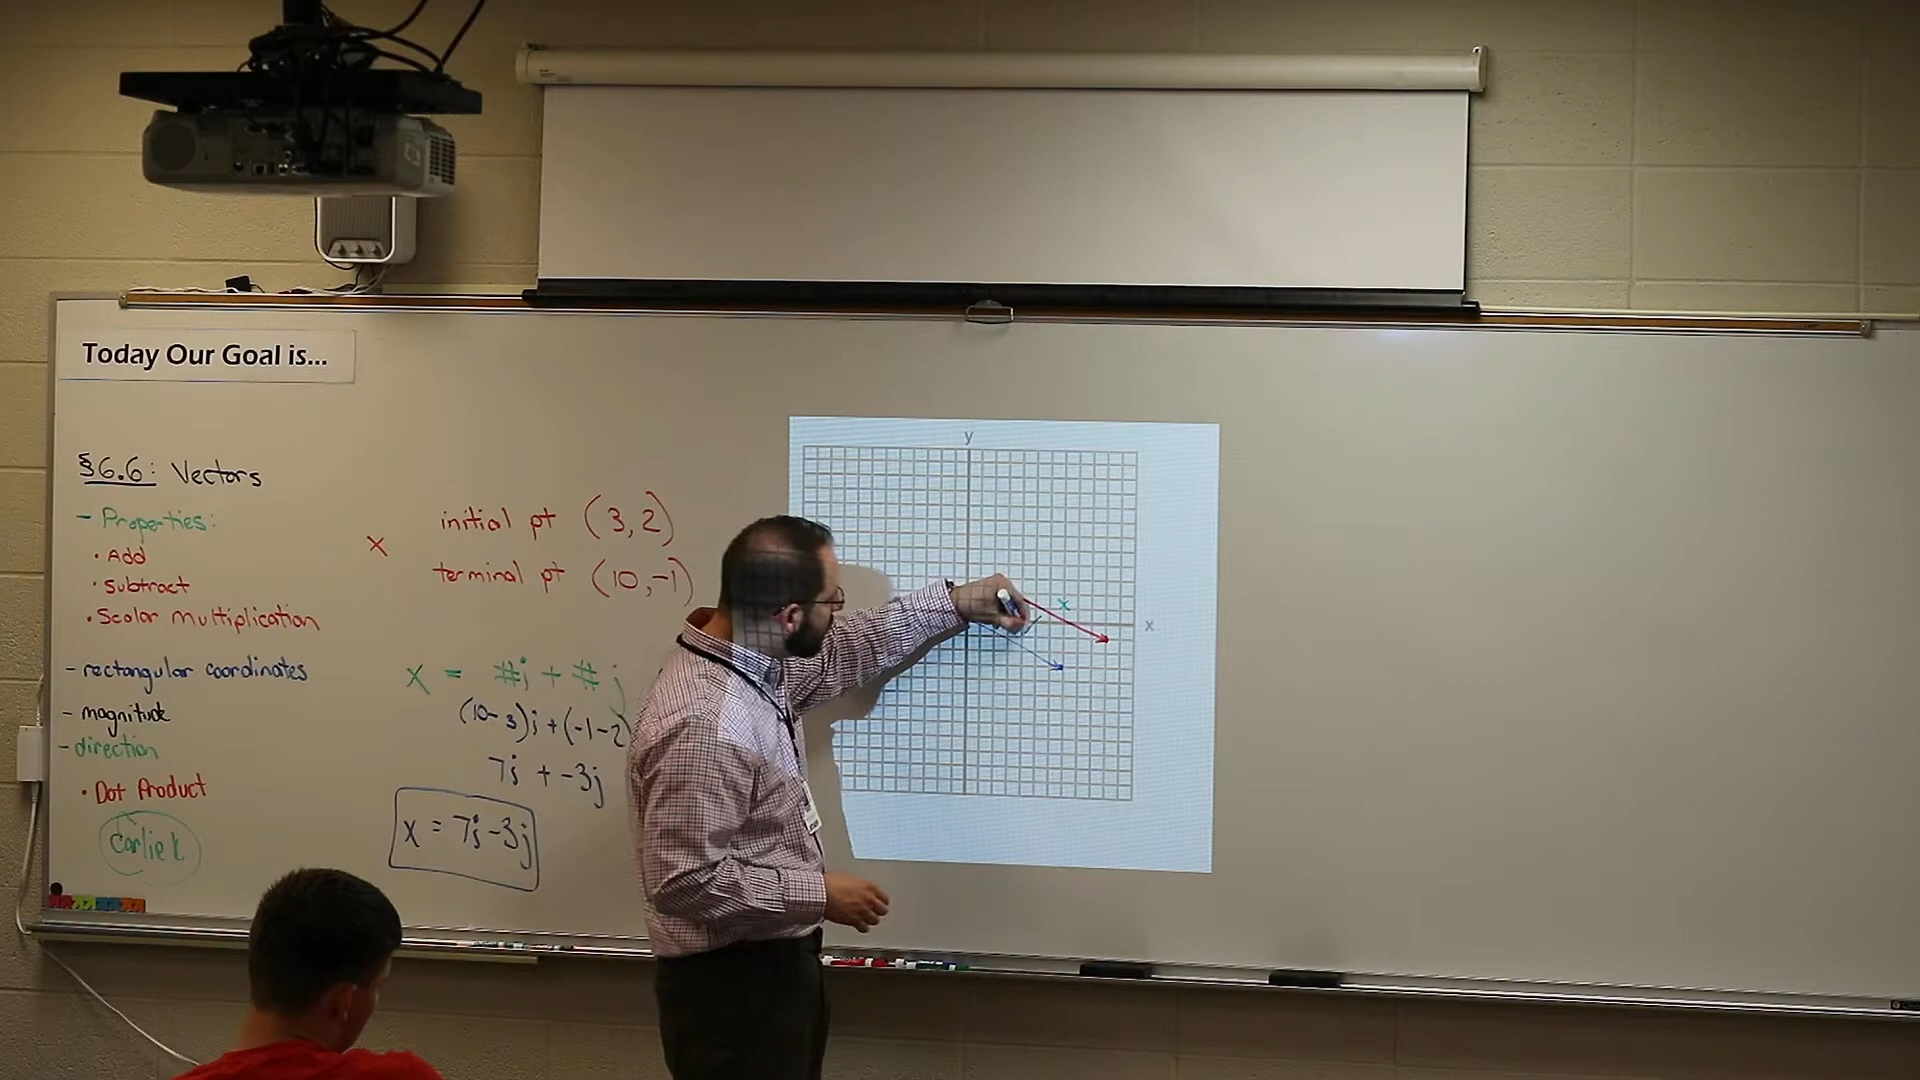 Today Our Goal is...
§6.6: Vectors
- Properties:
• Add
• Subtract
• Scalar multiplication
- rectangular coordinates
- magnitude
- direction
• Dot Product
earlier
x
initial pt (3, 2)
terminal pt (10, -1)
x = #i + # j
(10-3)i + (-1-2)
7i + -3j
x = 7i - 3j
y
x
x